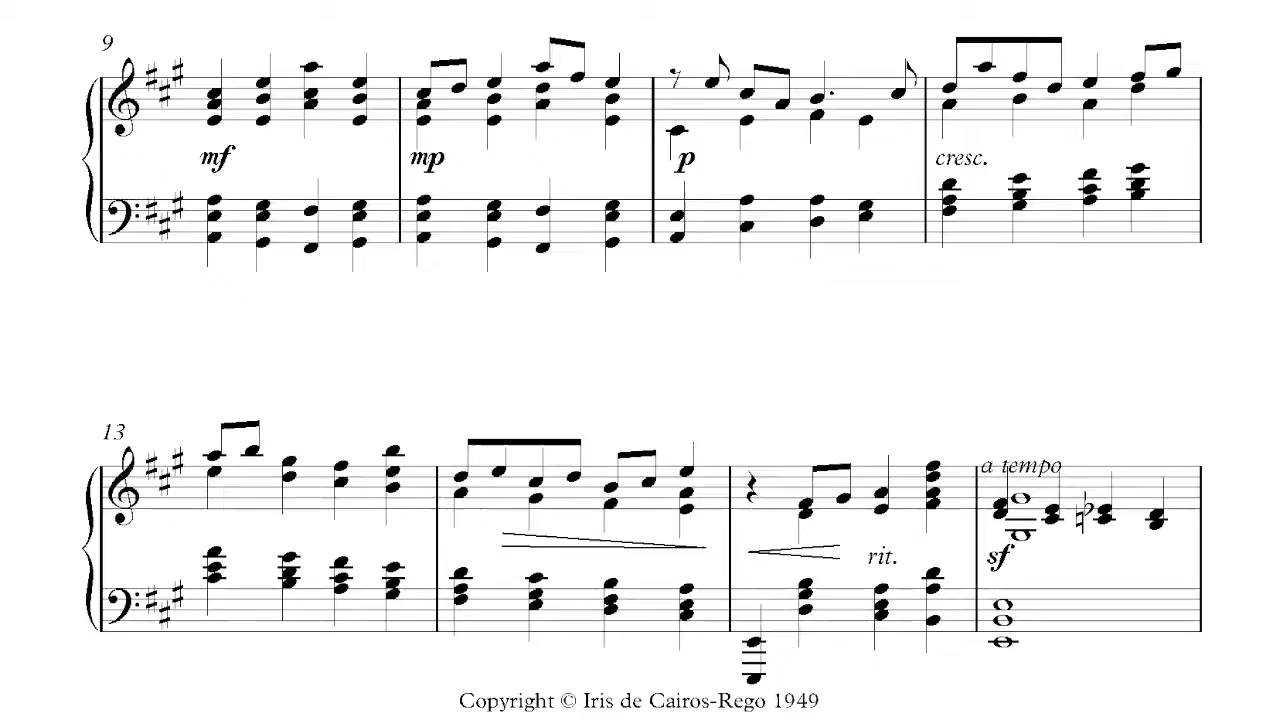 9
mf mp p cresc.
13
a tempo
rit. sf
Copyright © Iris de Cairos-Rego 1949